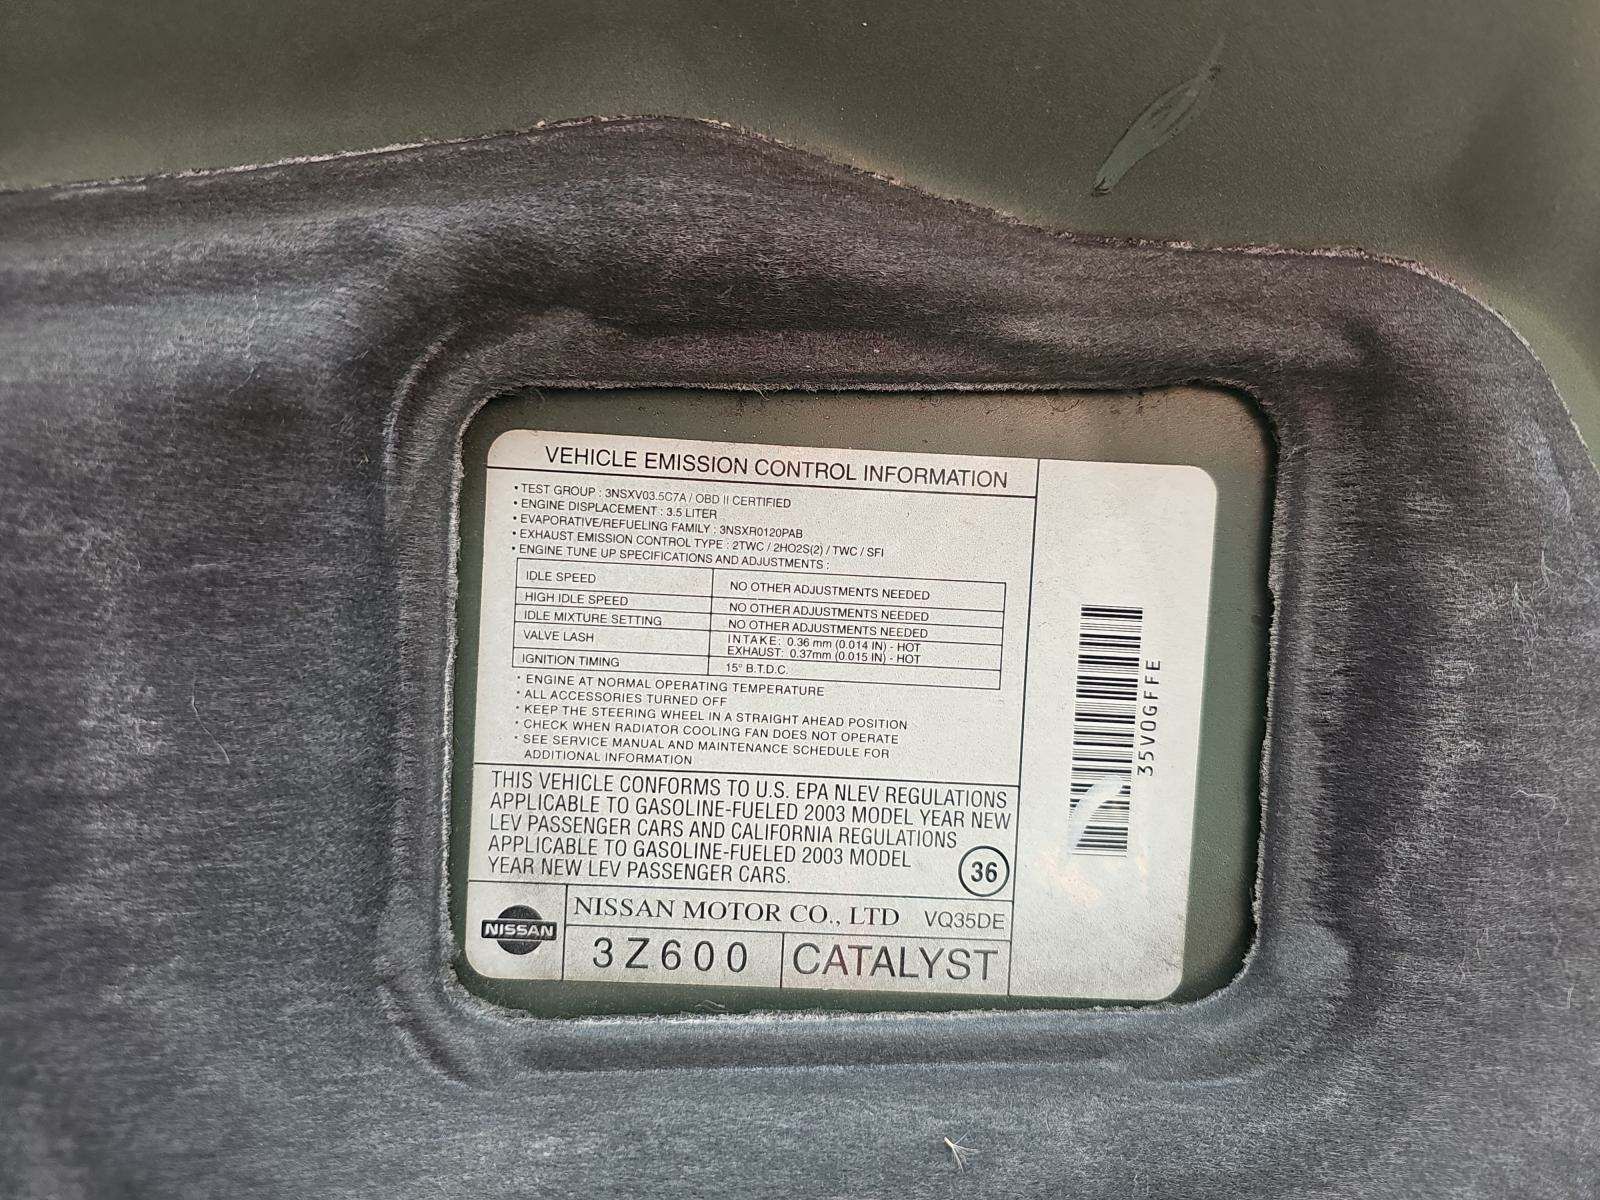 VEHICLE EMISSION CONTROL INFORMATION
• TEST GROUP : 3NSXV03.5C7A / OBD II CERTIFIED
• ENGINE DISPLACEMENT : 3.5 LITER
• EVAPORATIVE/REFUELING FAMILY : 3NSXR0120PAB
• EXHAUST EMISSION CONTROL TYPE : 2TWC / 2HO2S(2) / TWC / SFI
• ENGINE TUNE UP SPECIFICATIONS AND ADJUSTMENTS :
IDLE SPEED NO OTHER ADJUSTMENTS NEEDED
HIGH IDLE SPEED NO OTHER ADJUSTMENTS NEEDED
IDLE MIXTURE SETTING NO OTHER ADJUSTMENTS NEEDED
VALVE LASH INTAKE: 0.36 mm (0.014 IN) - HOT
EXHAUST: 0.37mm (0.015 IN) - HOT
IGNITION TIMING 15° B.T.D.C.
• ENGINE AT NORMAL OPERATING TEMPERATURE
• ALL ACCESSORIES TURNED OFF
• KEEP THE STEERING WHEEL IN A STRAIGHT AHEAD POSITION
• CHECK WHEN RADIATOR COOLING FAN DOES NOT OPERATE
• SEE SERVICE MANUAL AND MAINTENANCE SCHEDULE FOR
ADDITIONAL INFORMATION
THIS VEHICLE CONFORMS TO U.S. EPA NLEV REGULATIONS
APPLICABLE TO GASOLINE-FUELED 2003 MODEL YEAR NEW
LEV PASSENGER CARS AND CALIFORNIA REGULATIONS
APPLICABLE TO GASOLINE-FUELED 2003 MODEL
YEAR NEW LEV PASSENGER CARS.
36
NISSAN
NISSAN MOTOR CO., LTD VQ35DE
3Z600 CATALYST
35V0GFFE